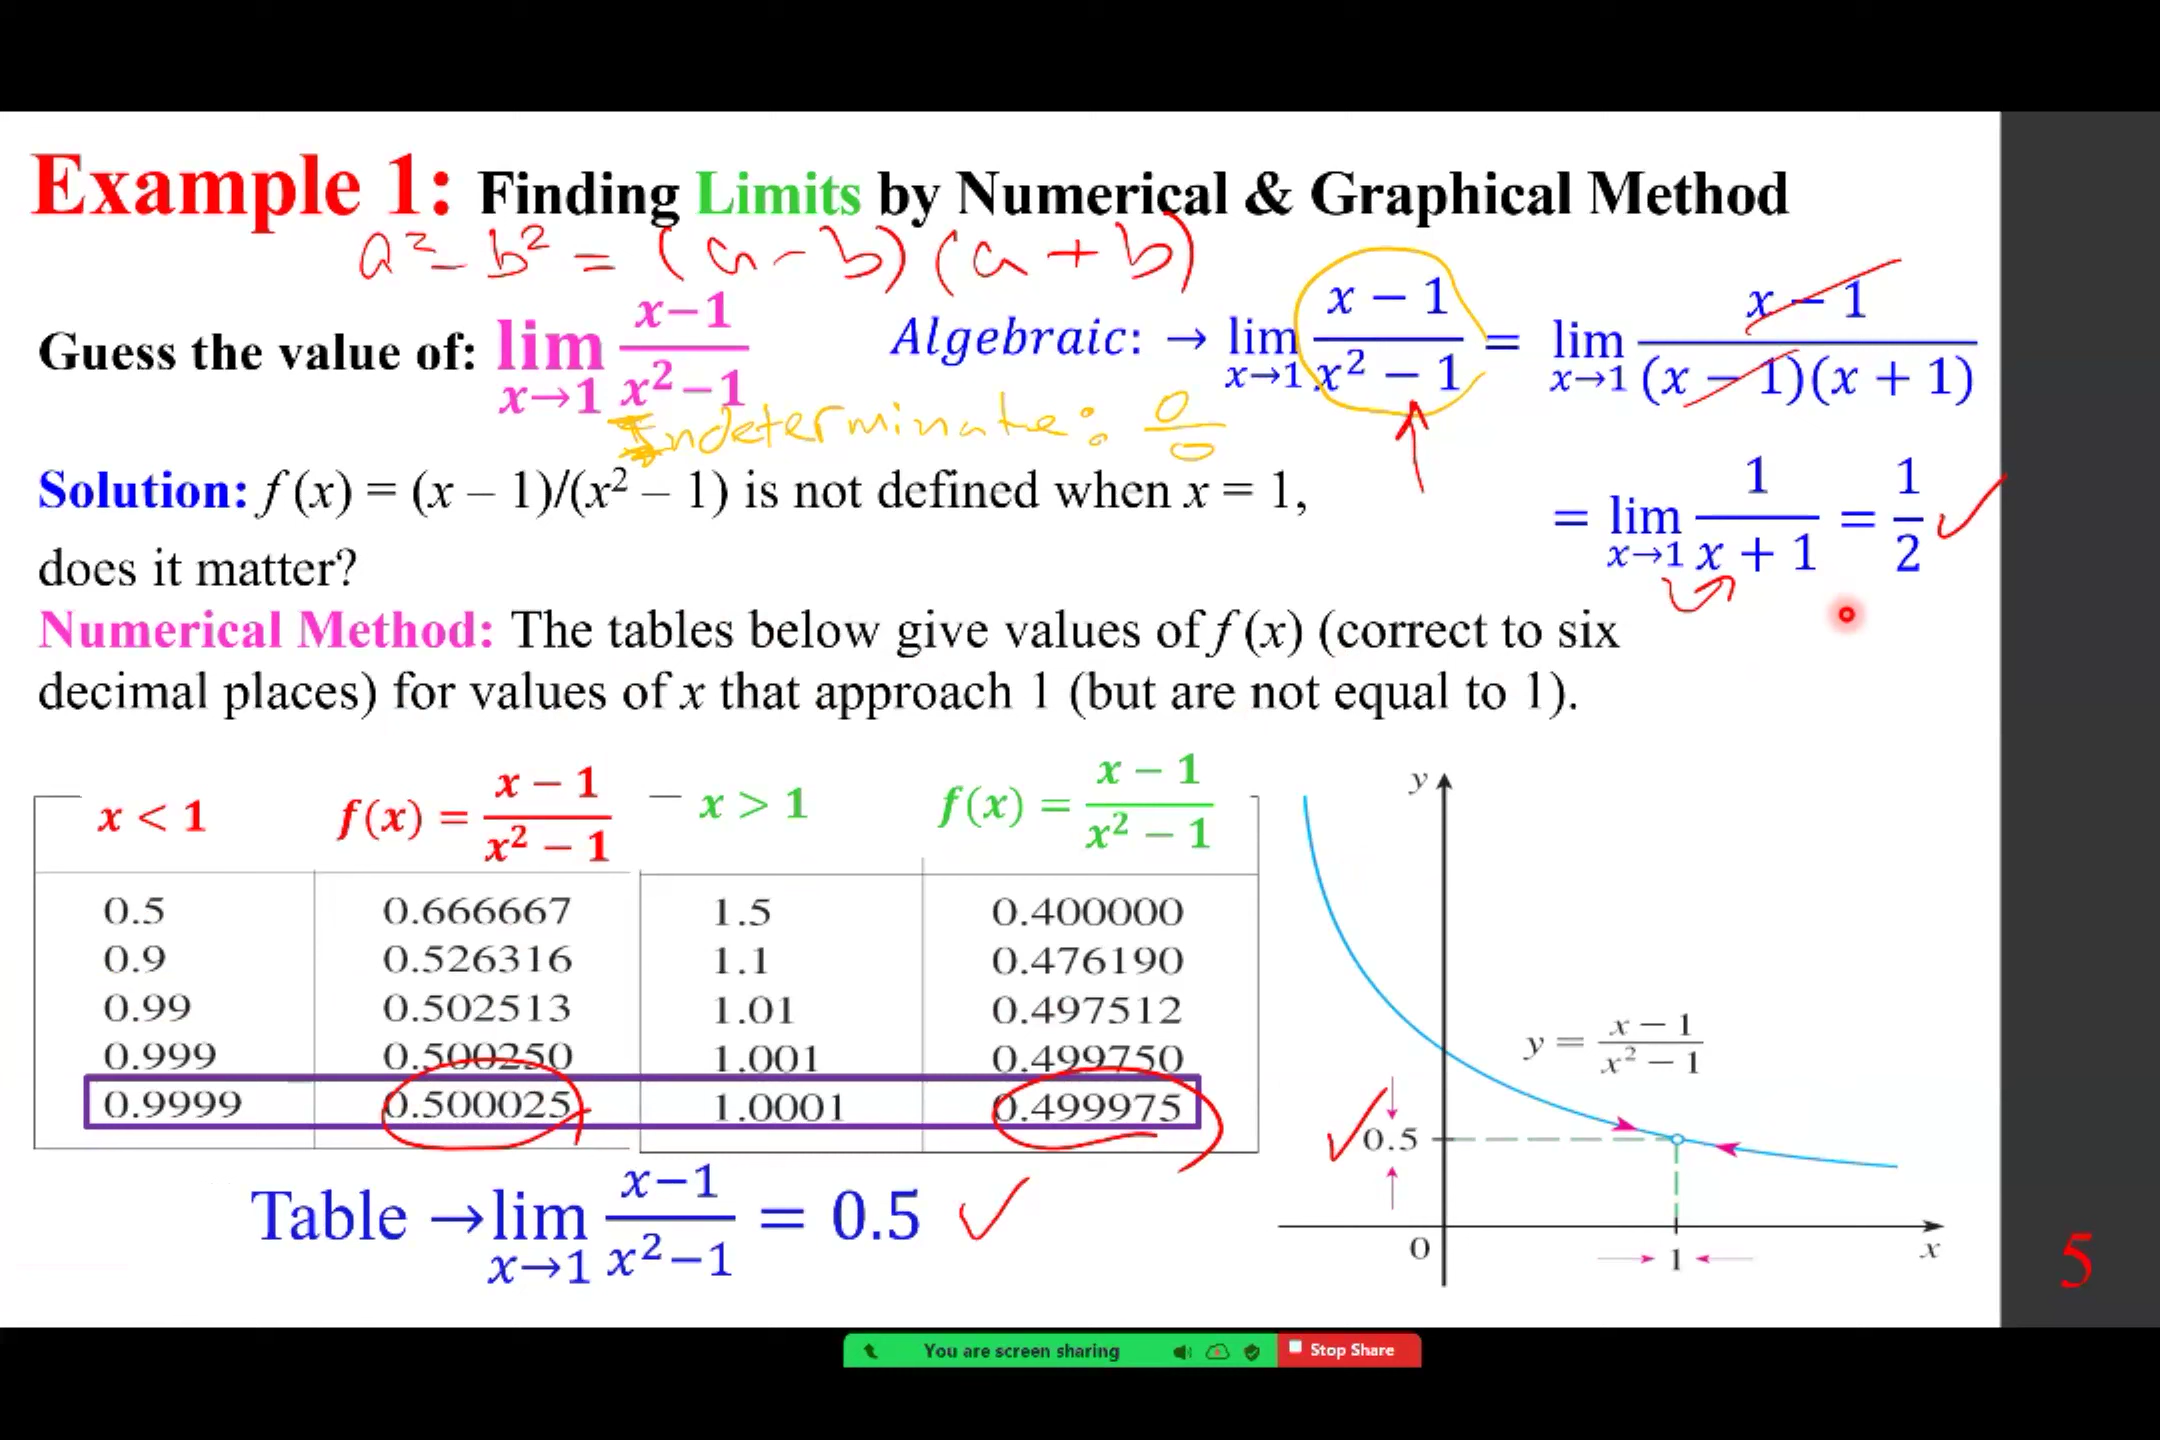 Example 1: Finding Limits by Numerical & Graphical Method
a² - b² = (a - b)(a + b)
Guess the value of: lim x→1 x−1 / x²−1
Algebraic: → lim x→1 x − 1 / x² − 1 = lim x→1 x − 1 / (x − 1)(x + 1)
Indeterminate: 0/0
Solution: f (x) = (x – 1)/(x² – 1) is not defined when x = 1,
= lim x→1 1 / x + 1 = 1/2 ✓
does it matter?
Numerical Method: The tables below give values of f (x) (correct to six
decimal places) for values of x that approach 1 (but are not equal to 1).
x < 1 f(x) = x − 1 / x² − 1 x > 1 f(x) = x − 1 / x² − 1
0.5 0.666667 1.5 0.400000
0.9 0.526316 1.1 0.476190
0.99 0.502513 1.01 0.497512
0.999 0.500250 1.001 0.499750
0.9999 0.500025 1.0001 0.499975
Table → lim x→1 x−1 / x²−1 = 0.5 ✓
y
y = x − 1 / x² − 1
✓ 0.5
0 → 1 ← x
5
You are screen sharing Stop Share